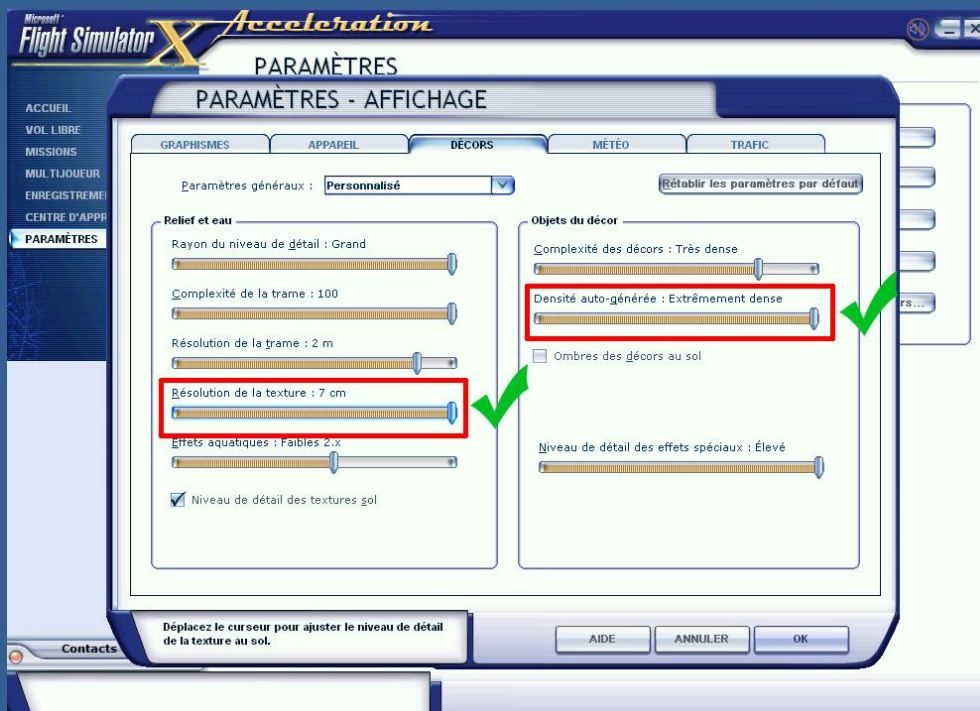 Microsoft
Flight Simulator X Acceleration
PARAMÈTRES
PARAMÈTRES - AFFICHAGE
ACCUEIL
VOL LIBRE
MISSIONS
MULTIJOUEUR
ENREGISTREME
CENTRE D'APPR
PARAMÈTRES
GRAPHISMES
APPAREIL
DÉCORS
MÉTÉO
TRAFIC
Paramètres généraux : Personnalisé
Rétablir les paramètres par défaut
Relief et eau
Rayon du niveau de détail : Grand
Complexité de la trame : 100
Résolution de la trame : 2 m
Résolution de la texture : 7 cm
Effets aquatiques : Faibles 2.x
Niveau de détail des textures sol
Objets du décor
Complexité des décors : Très dense
Densité auto-générée : Extrêmement dense
Ombres des décors au sol
Niveau de détail des effets spéciaux : Élevé
rs...
Déplacez le curseur pour ajuster le niveau de détail
de la texture au sol.
AIDE
ANNULER
OK
Contacts